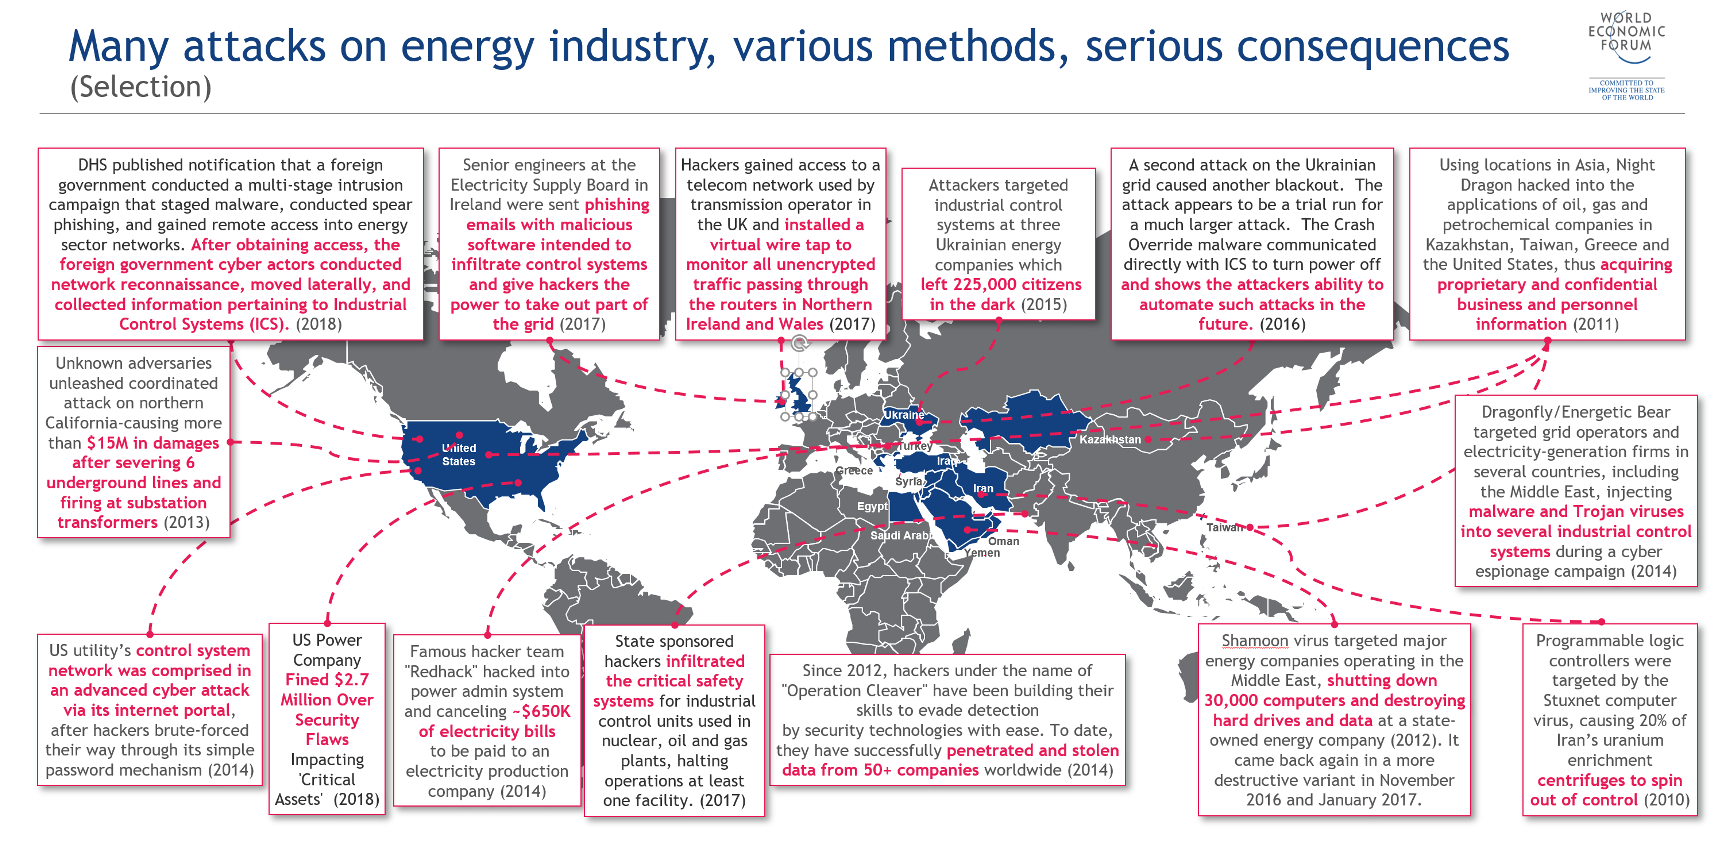 Many attacks on energy industry, various methods, serious consequences
(Selection)
WORLD
ECONOMIC
FORUM
COMMITTED TO
IMPROVING THE STATE
OF THE WORLD
DHS published notification that a foreign
government conducted a multi-stage intrusion
campaign that staged malware, conducted spear
phishing, and gained remote access into energy
sector networks. After obtaining access, the
foreign government cyber actors conducted
network reconnaissance, moved laterally, and
collected information pertaining to Industrial
Control Systems (ICS). (2018)
Senior engineers at the
Electricity Supply Board in
Ireland were sent phishing
emails with malicious
software intended to
infiltrate control systems
and give hackers the
power to take out part of
the grid (2017)
Hackers gained access to a
telecom network used by
transmission operator in
the UK and installed a
virtual wire tap to
monitor all unencrypted
traffic passing through
the routers in Northern
Ireland and Wales (2017)
Attackers targeted
industrial control
systems at three
Ukrainian energy
companies which
left 225,000 citizens
in the dark (2015)
A second attack on the Ukrainian
grid caused another blackout. The
attack appears to be a trial run for
a much larger attack. The Crash
Override malware communicated
directly with ICS to turn power off
and shows the attackers ability to
automate such attacks in the
future. (2016)
Using locations in Asia, Night
Dragon hacked into the
applications of oil, gas and
petrochemical companies in
Kazakhstan, Taiwan, Greece and
the United States, thus acquiring
proprietary and confidential
business and personnel
information (2011)
Unknown adversaries
unleashed coordinated
attack on northern
California-causing more
than $15M in damages
after severing 6
underground lines and
firing at substation
transformers (2013)
Dragonfly/Energetic Bear
targeted grid operators and
electricity-generation firms in
several countries, including
the Middle East, injecting
malware and Trojan viruses
into several industrial control
systems during a cyber
espionage campaign (2014)
United
States
Ukraine
Kazakhstan
Turkey
Iraq
Greece
Syria
Iran
Egypt
Taiwan
Saudi Arab
Oman
Yemen
US utility's control system
network was comprised in
an advanced cyber attack
via its internet portal,
after hackers brute-forced
their way through its simple
password mechanism (2014)
US Power
Company
Fined $2.7
Million Over
Security
Flaws
Impacting
'Critical
Assets' (2018)
Famous hacker team
"Redhack" hacked into
power admin system
and canceling ~$650K
of electricity bills
to be paid to an
electricity production
company (2014)
State sponsored
hackers infiltrated
the critical safety
systems for industrial
control units used in
nuclear, oil and gas
plants, halting
operations at least
one facility. (2017)
Since 2012, hackers under the name of
"Operation Cleaver" have been building their
skills to evade detection
by security technologies with ease. To date,
they have successfully penetrated and stolen
data from 50+ companies worldwide (2014)
Shamoon virus targeted major
energy companies operating in the
Middle East, shutting down
30,000 computers and destroying
hard drives and data at a state-
owned energy company (2012). It
came back again in a more
destructive variant in November
2016 and January 2017.
Programmable logic
controllers were
targeted by the
Stuxnet computer
virus, causing 20% of
Iran's uranium
enrichment
centrifuges to spin
out of control (2010)